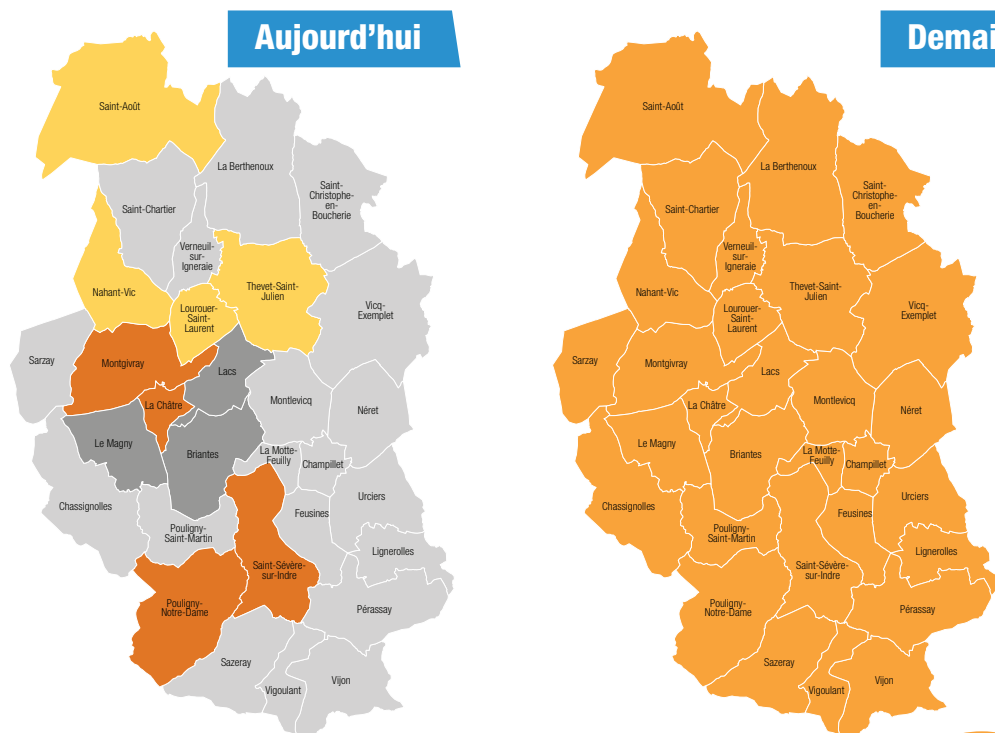 Aujourd'hui
Saint-Août
La Berthenoux
Saint-
Christophe-
en-
Boucherie
Saint-Chartier
Verneuil-
sur-
Igneraie
Nahant-Vic
Thevet-Saint-
Julien
Lourouer-
Saint-
Laurent
Vicq-
Exemplet
Sarzay
Montgivray
Lacs
La Châtre
Montlevicq
Néret
Le Magny
Briantes
La Motte-
Feuilly
Champillet
Chassignolles
Urciers
Feusines
Pouligny-
Saint-Martin
Lignerolles
Saint-Sévère-
sur-Indre
Pouligny-
Notre-Dame
Pérassay
Sazeray
Vijon
Vigoulant
Demai
Saint-Août
La Berthenoux
Saint-
Christophe-
en-
Boucherie
Saint-Chartier
Verneuil-
sur-
Igneraie
Nahant-Vic
Thevet-Saint-
Julien
Lourouer-
Saint-
Laurent
Vicq-
Exemplet
Sarzay
Montgivray
Lacs
La Châtre
Montlevicq
Néret
Le Magny
Briantes
La Motte-
Feuilly
Champillet
Chassignolles
Urciers
Feusines
Pouligny-
Saint-Martin
Lignerolles
Saint-Sévère-
sur-Indre
Pouligny-
Notre-Dame
Pérassay
Sazeray
Vijon
Vigoulant